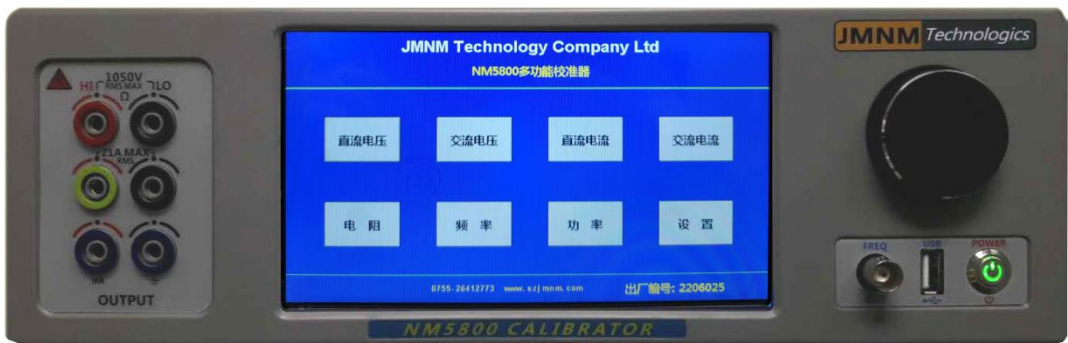 1050V
HI RMS MAX LO
Ω
21A MAX
RMS
mA
OUTPUT
JMNM Technology Company Ltd
NM5800多功能校准器
直流电压
交流电压
直流电流
交流电流
电 阻
频 率
功 率
设 置
0755-26412773 www.szjmnm.com 出厂编号: 2206025
JMNM Technologics
FREQ
USB
POWER
NM5800 CALIBRATOR